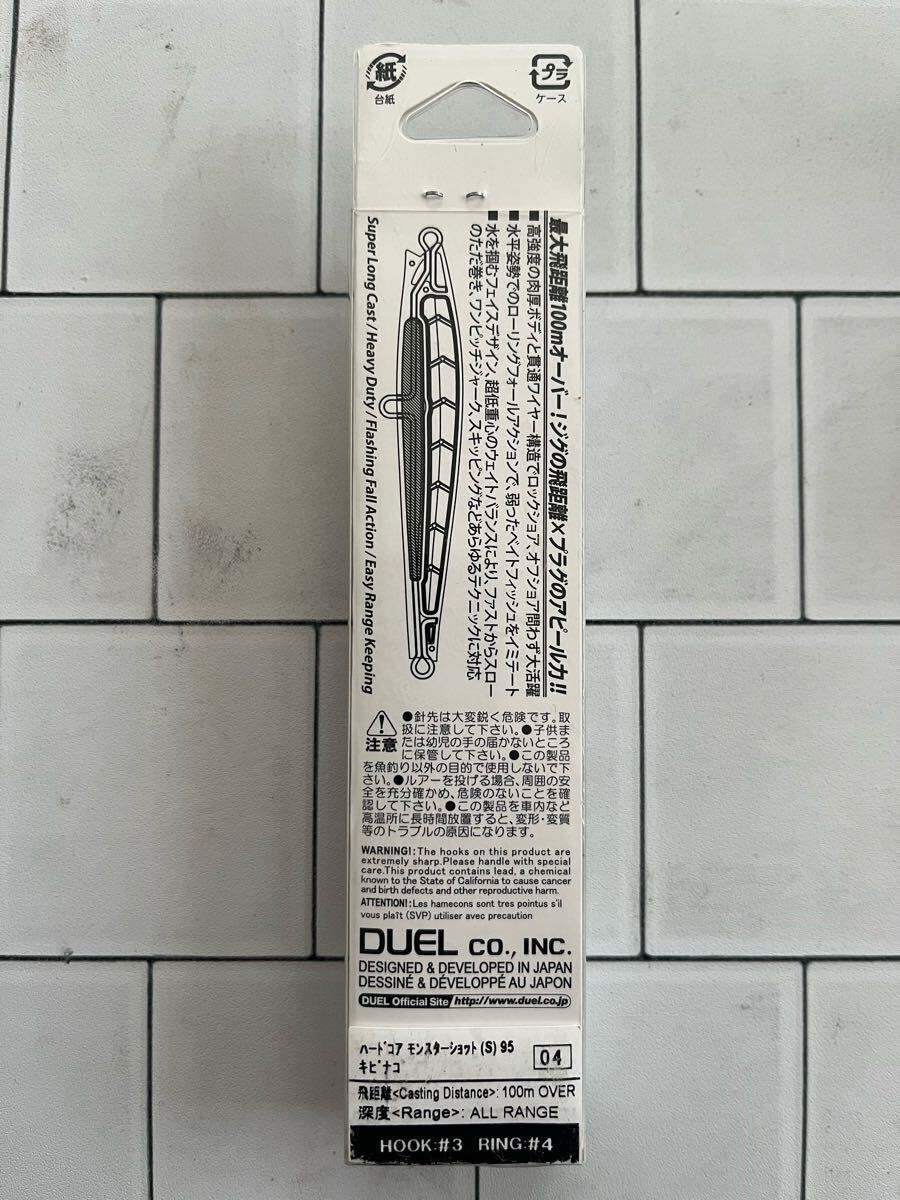 紙
台紙
プラ
ケース
最大飛距離100mオーバー!ジグの飛距離×プラグのアピール力!!
■高強度の肉厚ボディと貫通ワイヤー構造でロックショア、オフショア問わず大活躍
■水平姿勢でのローリングフォールアクションで、弱ったベイトフィッシュをイミテート
■水を掴むフェイスデザイン、超低重心のウェイトバランスにより、ファストからスロー
のただ巻き、ワンピッチジャーク、スキッピングなどあらゆるテクニックに対応
Super Long Cast / Heavy Duty / Flashing Fall Action / Easy Range Keeping
注意
●針先は大変鋭く危険です。取
扱に注意して下さい。●子供ま
たは幼児の手の届かないところ
に保管して下さい。●この製品
を魚釣り以外の目的で使用しないで下
さい。●ルアーを投げる場合、周囲の安
全を充分確かめ、危険のないことを確
認して下さい。●この製品を車内など
高温所に長時間放置すると、変形・変質
等のトラブルの原因になります。
WARNING!: The hooks on this product are
extremely sharp.Please handle with special
care.This product contains lead, a chemical
known to the State of California to cause cancer
and birth defects and other reproductive harm.
ATTENTION!: Les hamecons sont tres pointus s'il
vous plaît (SVP) utiliser avec precaution
DUEL CO., INC.
DESIGNED & DEVELOPED IN JAPAN
DESSINÉ & DÉVELOPPÉ AU JAPON
DUEL Official Site http://www.duel.co.jp
ハードコア モンスターショット(S) 95
キビナゴ
04
飛距離<Casting Distance>: 100m OVER
深度<Range>: ALL RANGE
HOOK:#3 RING:#4